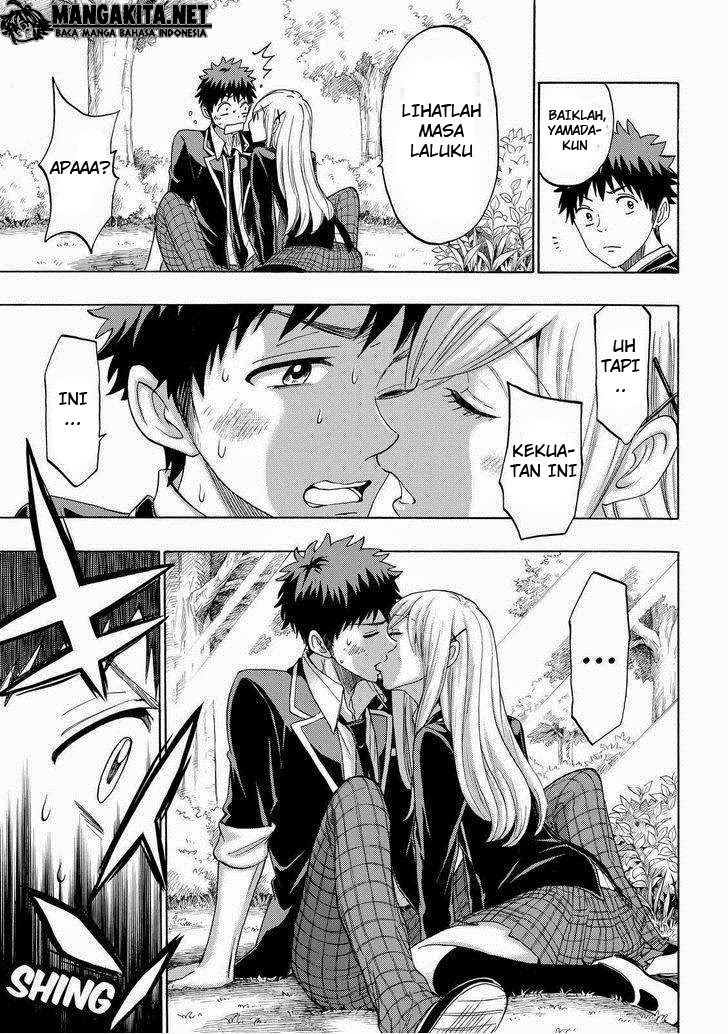 MANGAKITA.NET
BACA MANGA BAHASA INDONESIA
BAIKLAH,
YAMADA-
KUN
LIHATLAH
MASA
LALUKU
APAAA?
UH
TAPI
..
KEKUA-
TAN INI
INI
...
...
SHING